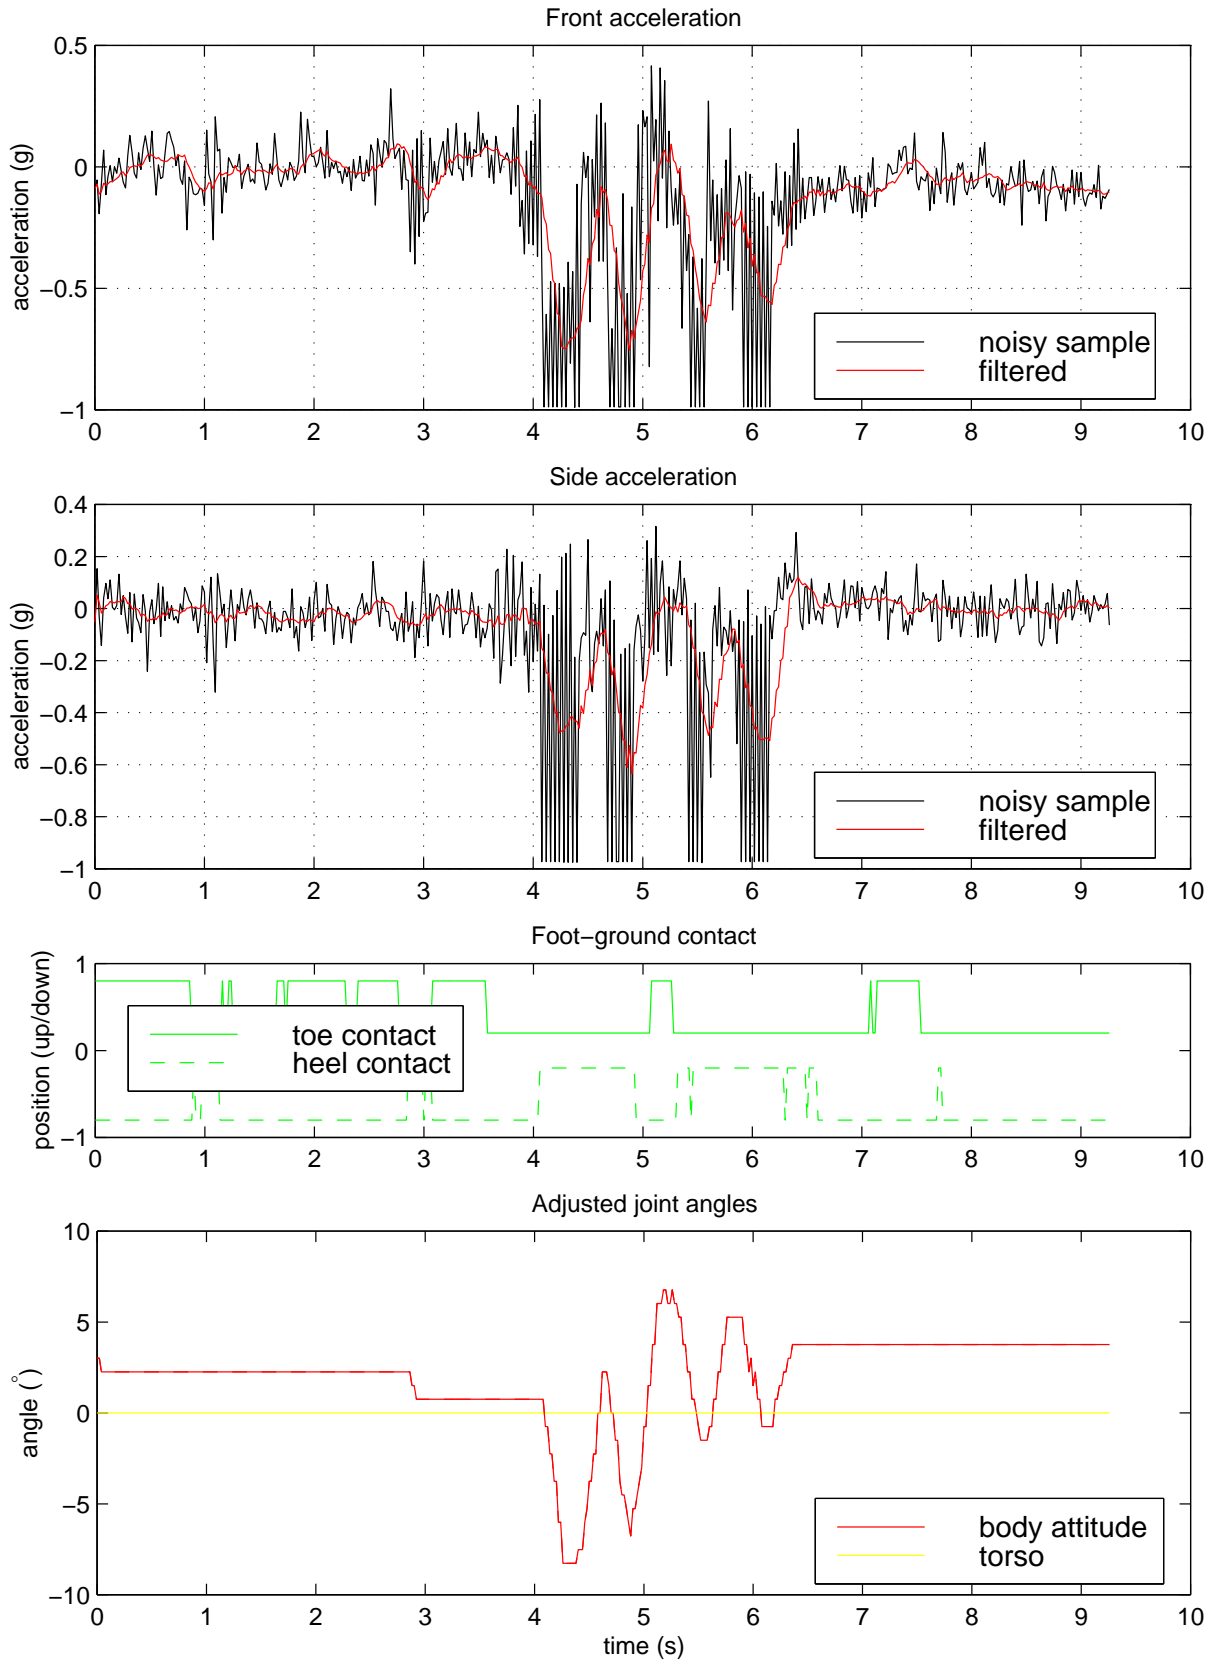 Front acceleration
0.5
0
−0.5
−1
acceleration (g)
noisy sample
filtered
0 1 2 3 4 5 6 7 8 9 10
Side acceleration
0.4
0.2
0
−0.2
−0.4
−0.6
−0.8
−1
acceleration (g)
noisy sample
filtered
0 1 2 3 4 5 6 7 8 9 10
Foot−ground contact
1
0
−1
position (up/down)
toe contact
heel contact
0 1 2 3 4 5 6 7 8 9 10
Adjusted joint angles
10
5
0
−5
−10
angle (°)
body attitude
torso
0 1 2 3 4 5 6 7 8 9 10
time (s)